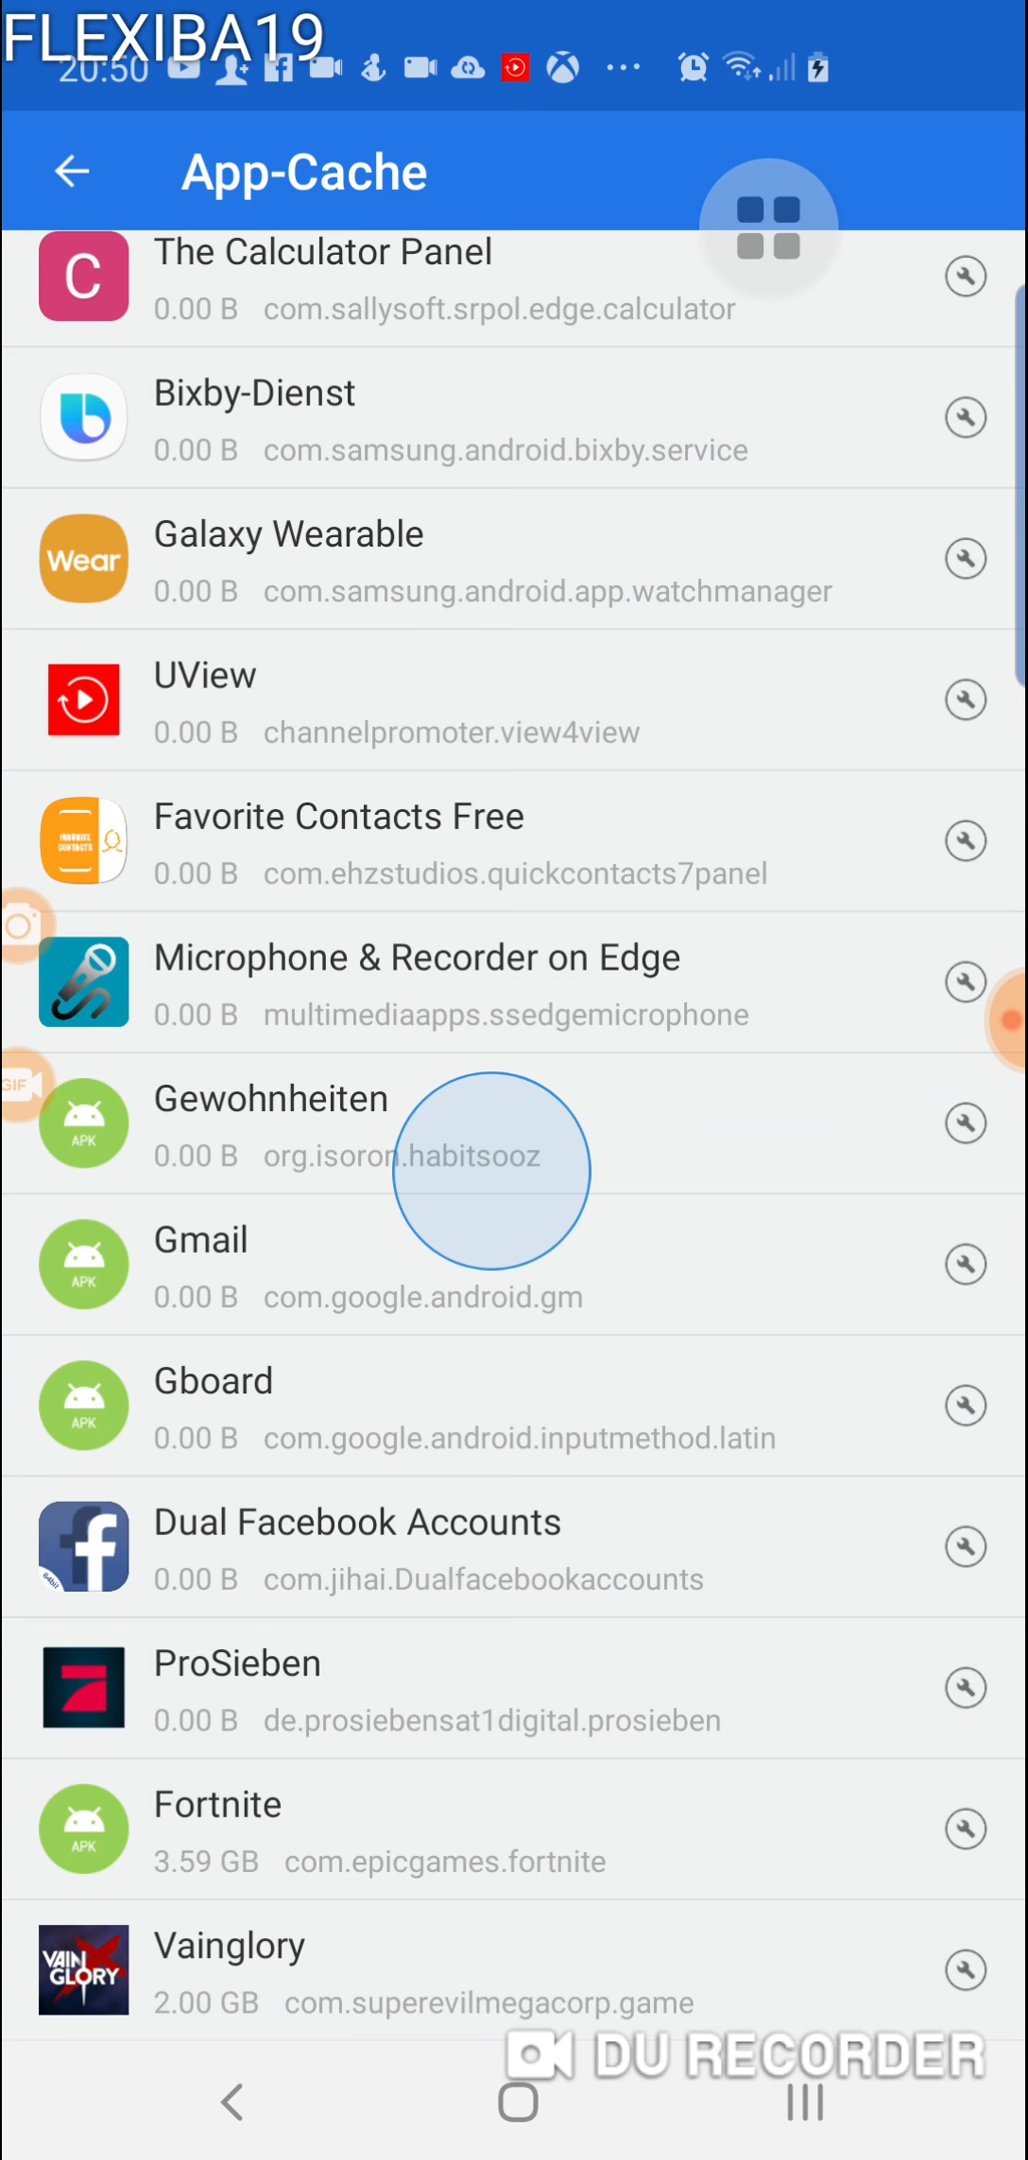 FLEXIBA19
20:50
App-Cache
The Calculator Panel
0.00 B com.sallysoft.srpol.edge.calculator
Bixby-Dienst
0.00 B com.samsung.android.bixby.service
Wear
Galaxy Wearable
0.00 B com.samsung.android.app.watchmanager
UView
0.00 B channelpromoter.view4view
FAVORITE
CONTACTS
Favorite Contacts Free
0.00 B com.ehzstudios.quickcontacts7panel
Microphone & Recorder on Edge
0.00 B multimediaapps.ssedgemicrophone
GIF
APK
Gewohnheiten
0.00 B org.isoron.habitsooz
APK
Gmail
0.00 B com.google.android.gm
APK
Gboard
0.00 B com.google.android.inputmethod.latin
64bit
Dual Facebook Accounts
0.00 B com.jihai.Dualfacebookaccounts
ProSieben
0.00 B de.prosiebensat1digital.prosieben
APK
Fortnite
3.59 GB com.epicgames.fortnite
VAIN
GLORY
Vainglory
2.00 GB com.superevilmegacorp.game
DU RECORDER